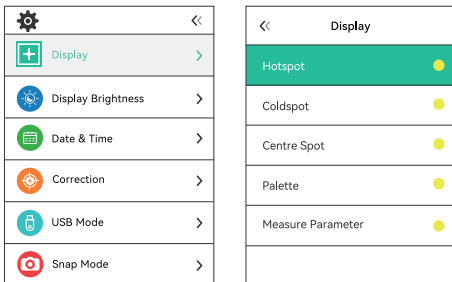 Display
Display Brightness
Date & Time
Correction
USB Mode
Snap Mode
Display
Hotspot
Coldspot
Centre Spot
Palette
Measure Parameter